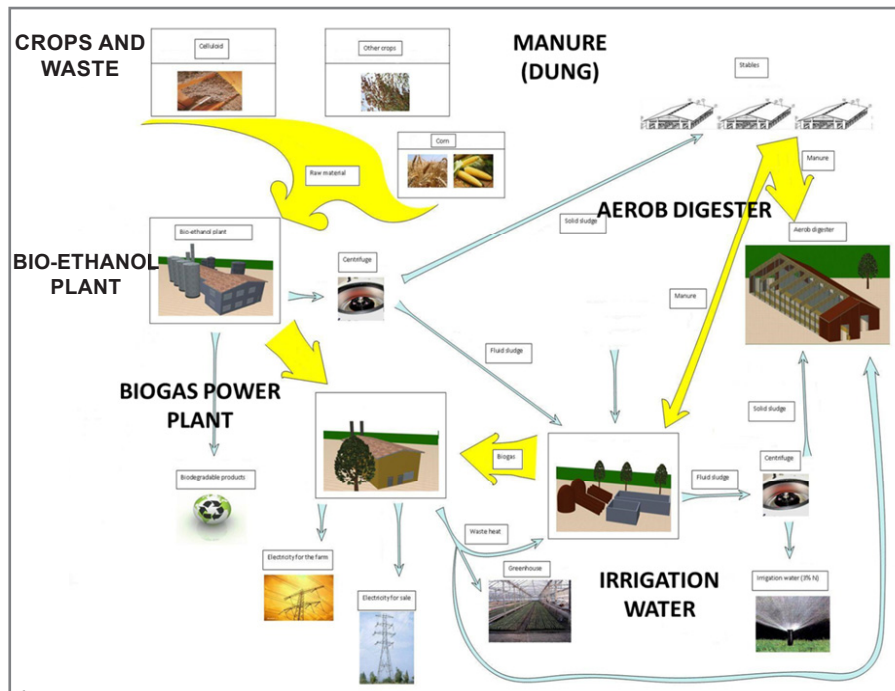 CROPS AND
WASTE
Celluloid
Other crops
MANURE
(DUNG)
Stables
Corn
Raw material
Manure
AEROB DIGESTER
Solid sludge
Bio-ethanol plant
Aerob digester
BIO-ETHANOL
PLANT
Centrifuge
Manure
Fluid sludge
BIOGAS POWER
PLANT
Solid sludge
Biogas
Centrifuge
Fluid sludge
Biodegradable products
Waste heat
Electricity for the farm
Greenhouse
IRRIGATION
WATER
Irrigation water (3% N)
Electricity for sale